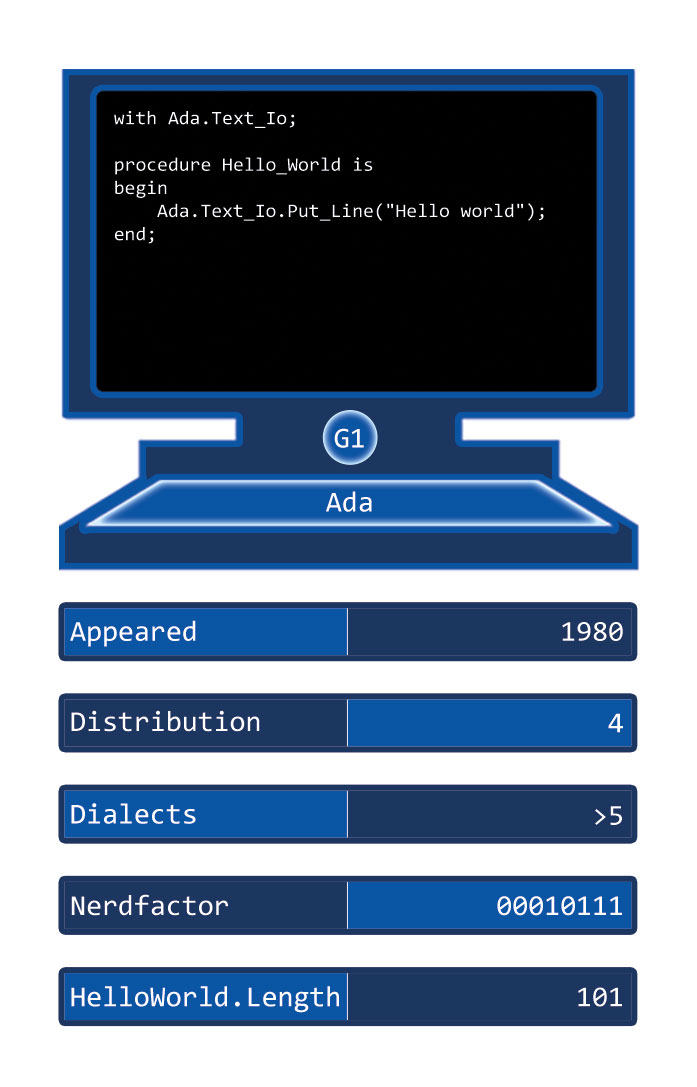 with Ada.Text_Io;

procedure Hello_World is
begin
    Ada.Text_Io.Put_Line("Hello world");
end;
G1
Ada
Appeared 1980
Distribution 4
Dialects >5
Nerdfactor 00010111
HelloWorld.Length 101